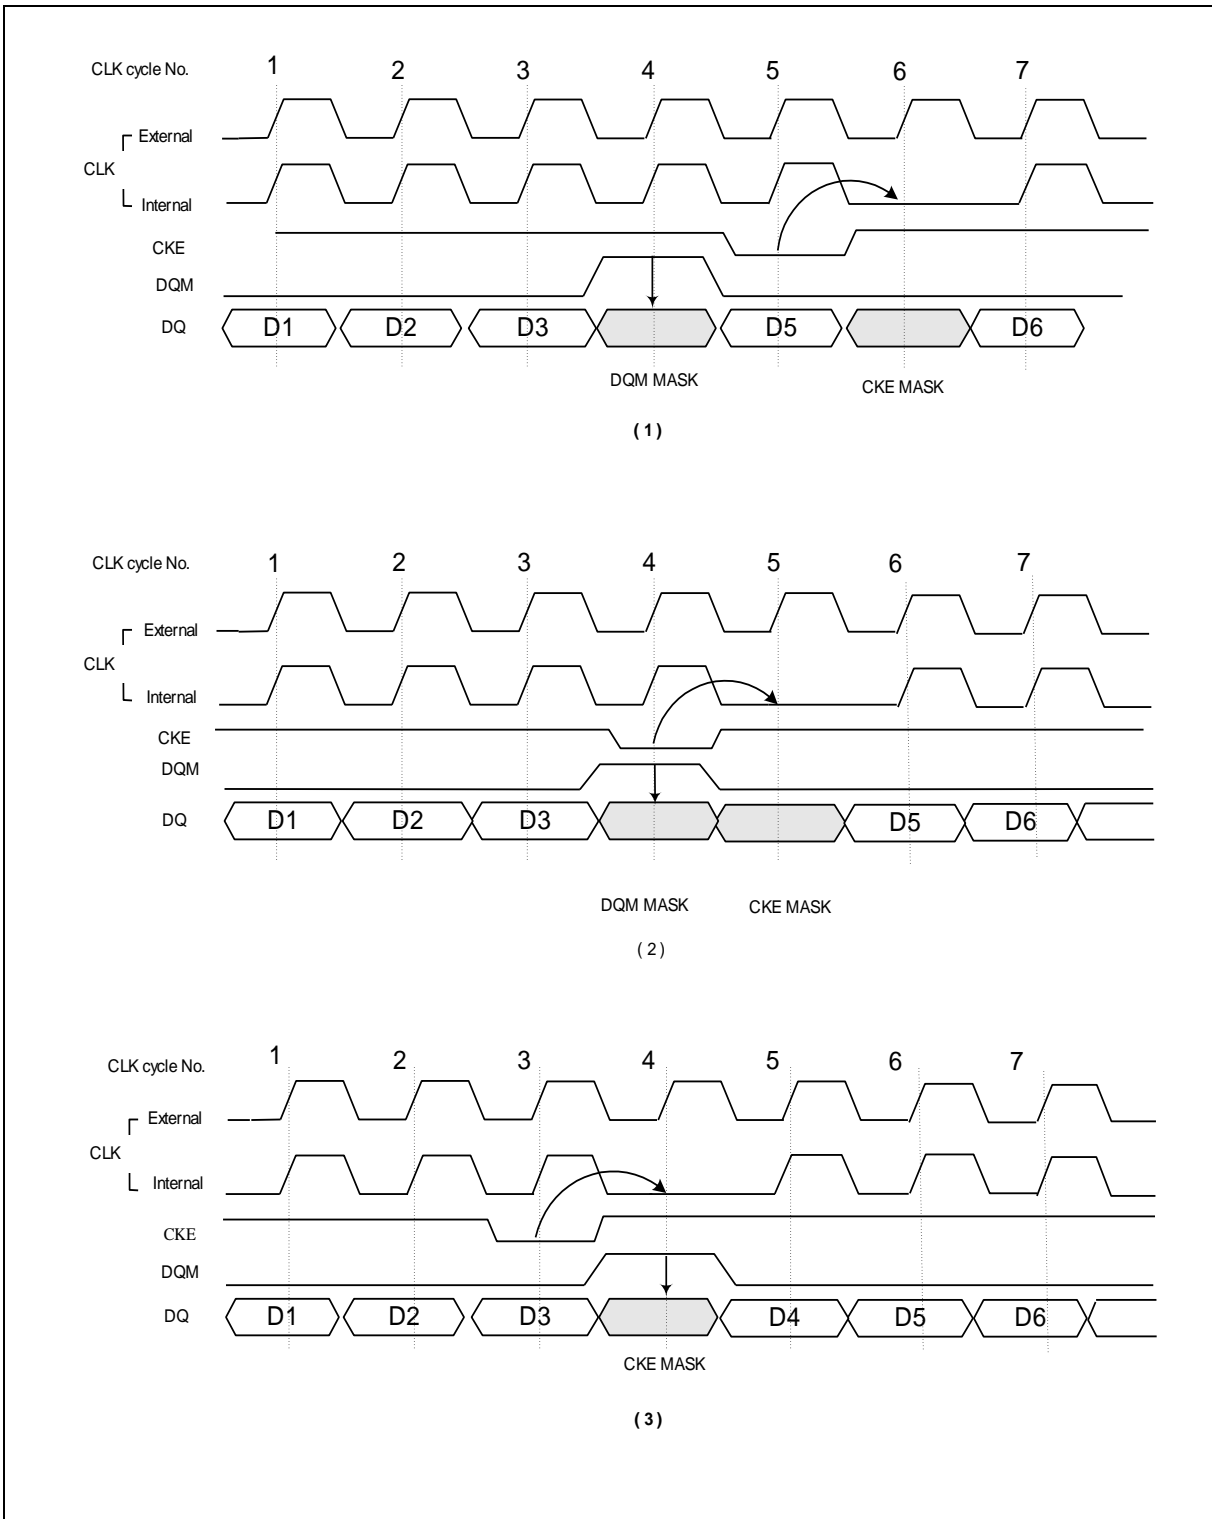 CLK cycle No. 1 2 3 4 5 6 7
External
CLK
Internal
CKE
DQM
DQ D1 D2 D3 D5 D6
DQM MASK CKE MASK
( 1 )
CLK cycle No. 1 2 3 4 5 6 7
External
CLK
Internal
CKE
DQM
DQ D1 D2 D3 D5 D6
DQM MASK CKE MASK
( 2 )
CLK cycle No. 1 2 3 4 5 6 7
External
CLK
Internal
CKE
DQM
DQ D1 D2 D3 D4 D5 D6
CKE MASK
( 3 )